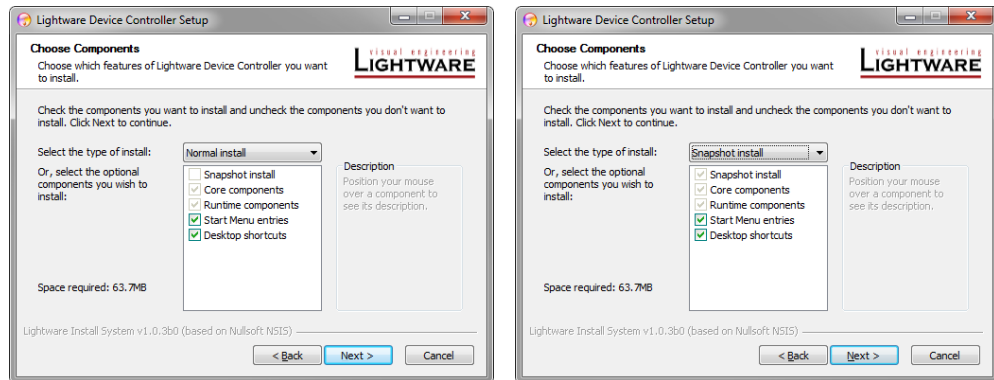 Lightware Device Controller Setup
Choose Components
Choose which features of Lightware Device Controller you want
to install.
visual engineering
LIGHTWARE
Check the components you want to install and uncheck the components you don't want to
install. Click Next to continue.
Select the type of install:
Normal install
Or, select the optional
components you wish to
install:
Snapshot install
Core components
Runtime components
Start Menu entries
Desktop shortcuts
Description
Position your mouse
over a component to
see its description.
Space required: 63.7MB
Lightware Install System v1.0.3b0 (based on Nullsoft NSIS)
< Back
Next >
Cancel
Lightware Device Controller Setup
Choose Components
Choose which features of Lightware Device Controller you want
to install.
visual engineering
LIGHTWARE
Check the components you want to install and uncheck the components you don't want to
install. Click Next to continue.
Select the type of install:
Snapshot install
Or, select the optional
components you wish to
install:
Snapshot install
Core components
Runtime components
Start Menu entries
Desktop shortcuts
Description
Position your mouse
over a component to
see its description.
Space required: 63.7MB
Lightware Install System v1.0.3b0 (based on Nullsoft NSIS)
< Back
Next >
Cancel